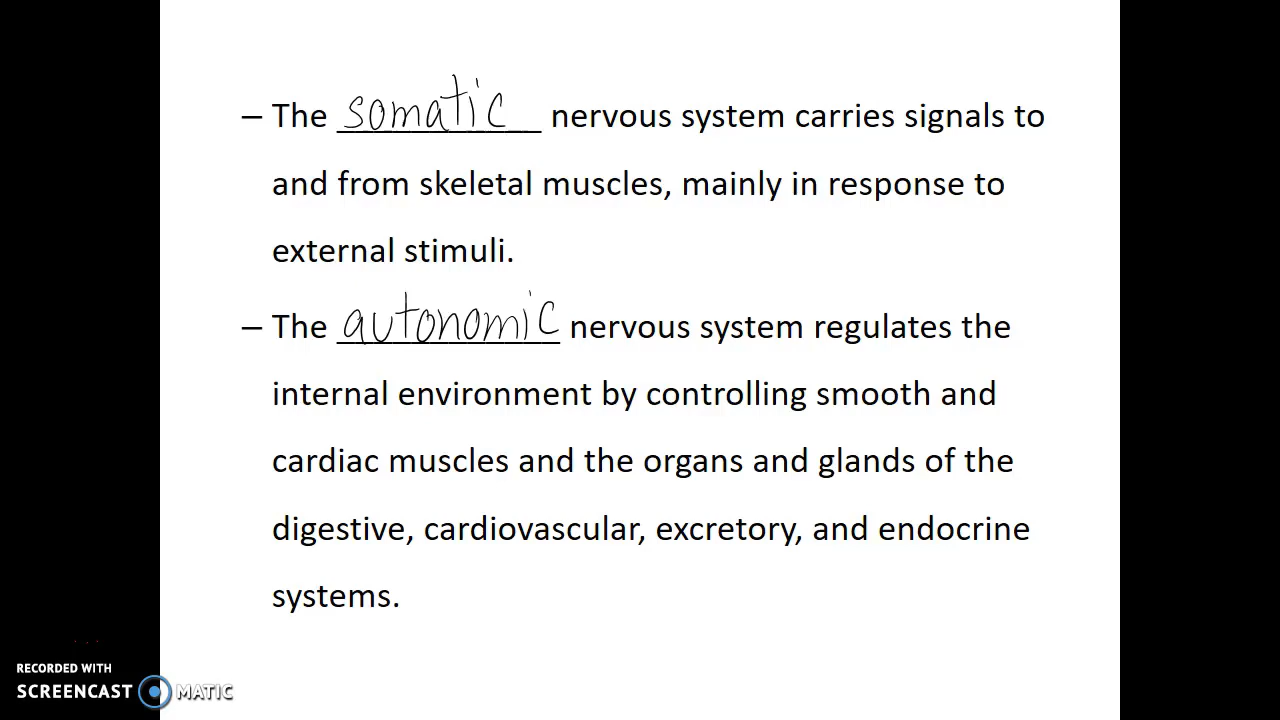 – The somatic nervous system carries signals to
and from skeletal muscles, mainly in response to
external stimuli.
– The autonomic nervous system regulates the
internal environment by controlling smooth and
cardiac muscles and the organs and glands of the
digestive, cardiovascular, excretory, and endocrine
systems.
RECORDED WITH
SCREENCAST MATIC